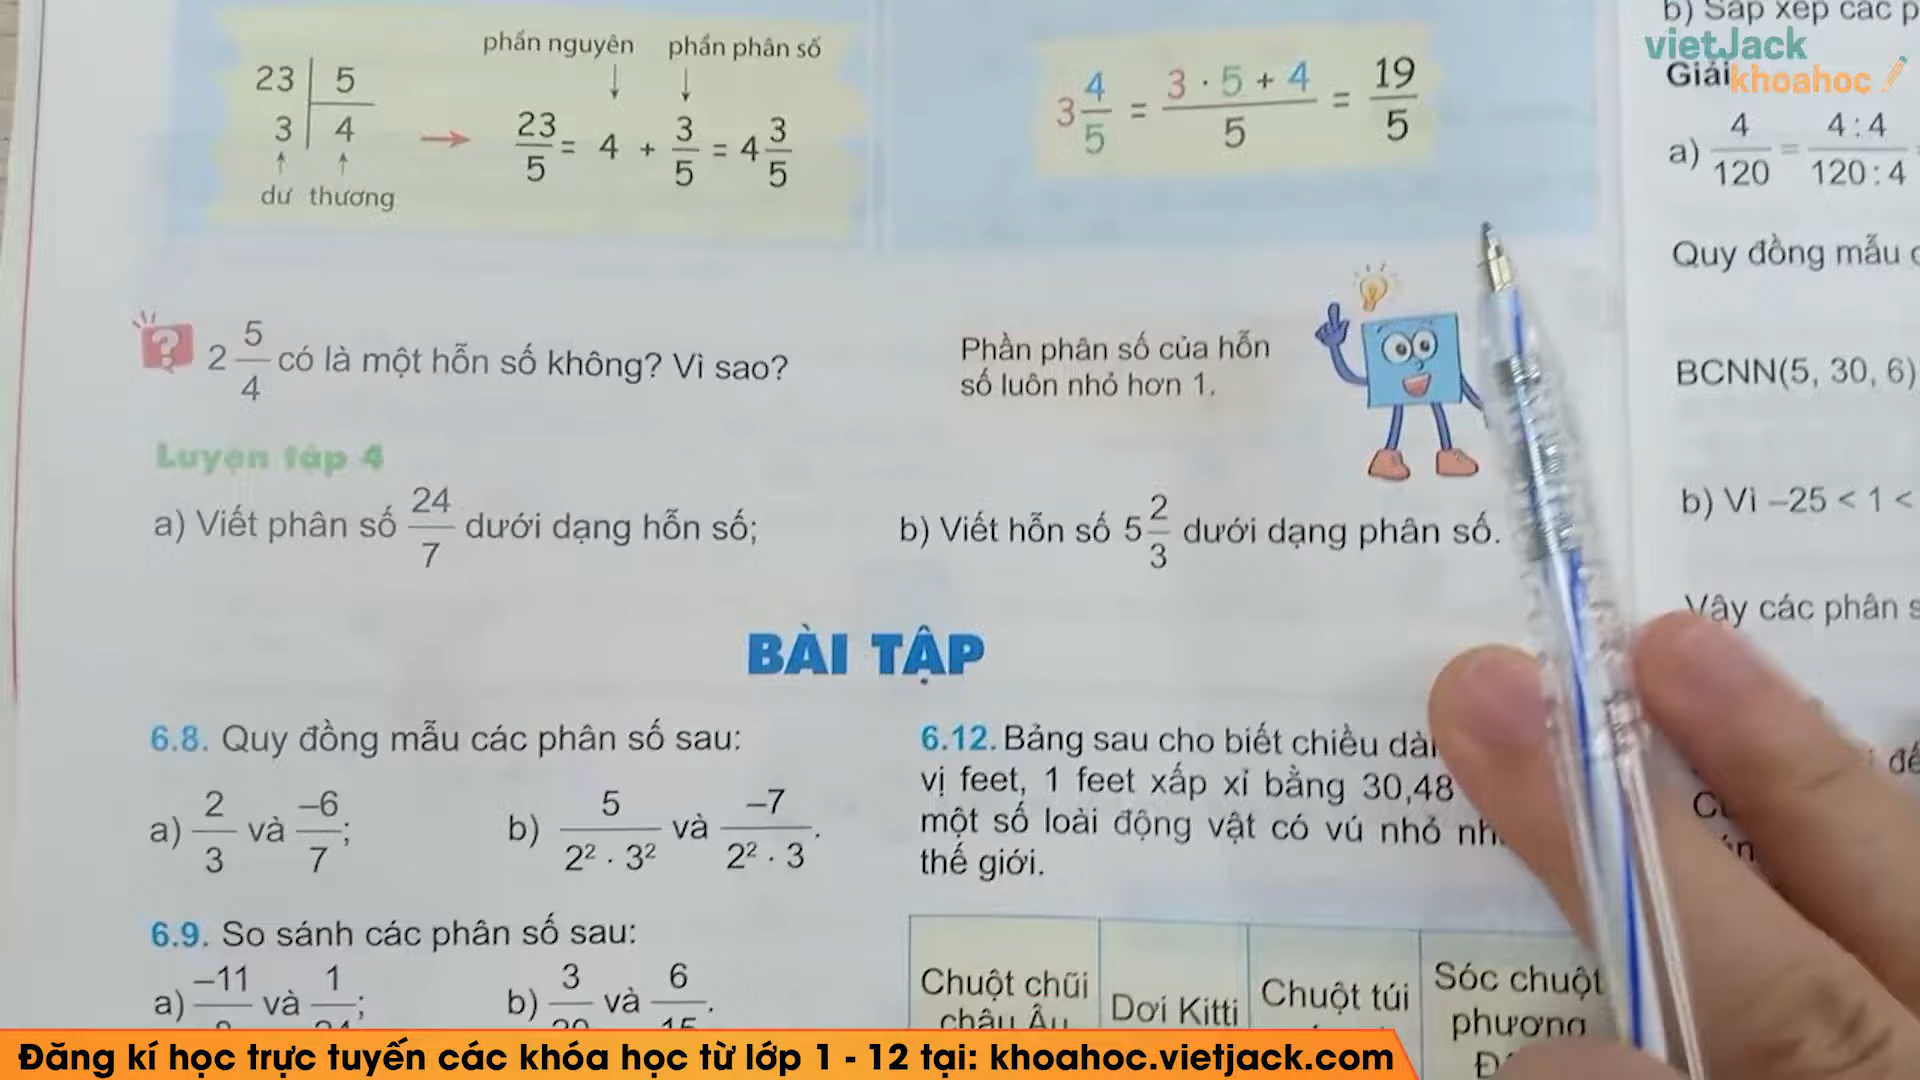 phần nguyên phần phân số
23 5
3 4
dư thương
23/5 = 4 + 3/5 = 4 3/5
3 4/5 = (3 · 5 + 4)/5 = 19/5
2 5/4 có là một hỗn số không? Vì sao?
Phần phân số của hỗn
số luôn nhỏ hơn 1.
Luyện tập 4
a) Viết phân số 24/7 dưới dạng hỗn số;
b) Viết hỗn số 5 2/3 dưới dạng phân số.
BÀI TẬP
6.8. Quy đồng mẫu các phân số sau:
a) 2/3 và –6/7;
b) 5/(2² · 3²) và –7/(2² · 3).
6.9. So sánh các phân số sau:
a) –11/ và 1/;
b) 3/20 và 6/15.
6.12. Bảng sau cho biết chiều dài
vị feet, 1 feet xấp xỉ bằng 30,48
một số loài động vật có vú nhỏ
thế giới.
Chuột chũi
châu Âu
Dơi Kitti
Chuột túi
Sóc chuột
phương
b) Sắp xếp các
vietJack
Giải
khoahoc
a) 4/120 = (4 : 4)/(120 : 4)
Quy đồng mẫu
BCNN(5, 30, 6)
b) Vì –25 < 1 <
Vậy các phân
Đăng kí học trực tuyến các khóa học từ lớp 1 - 12 tại: khoahoc.vietjack.com